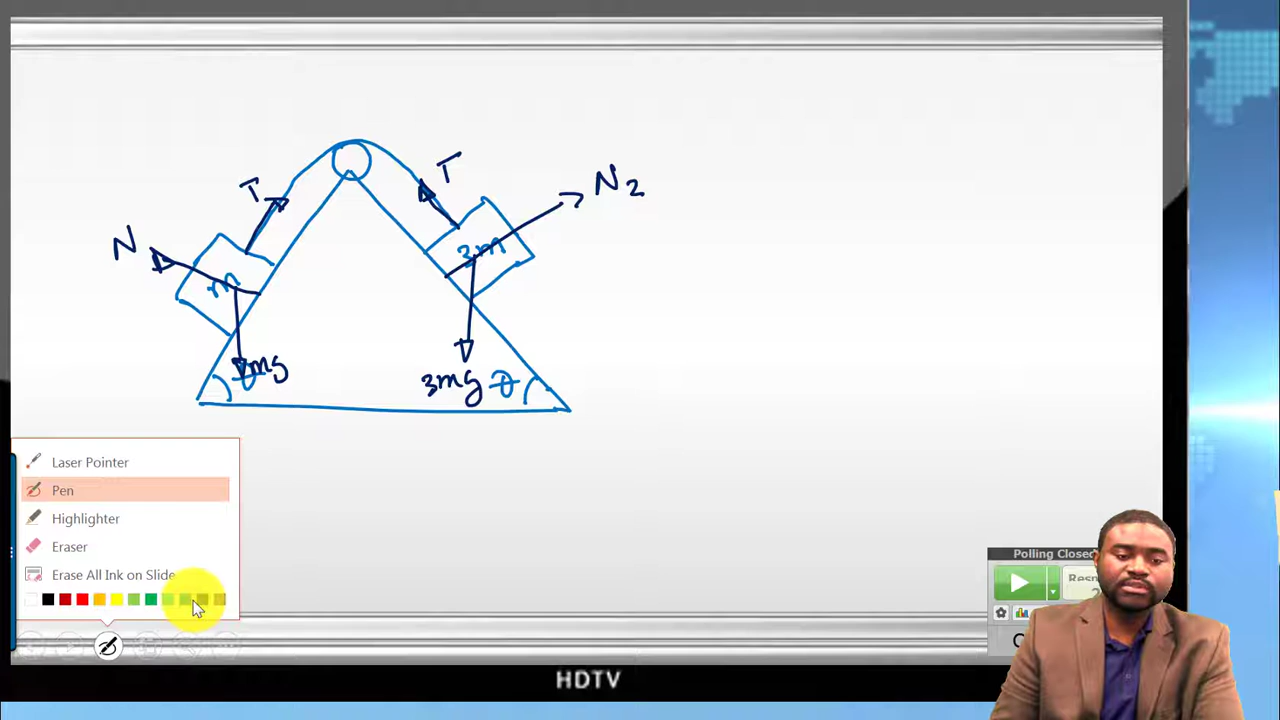 T
T
N
N2
m
3m
mg
3mg
θ
θ
Laser Pointer
Pen
Highlighter
Eraser
Erase All Ink on Slide
Polling Closed
HDTV